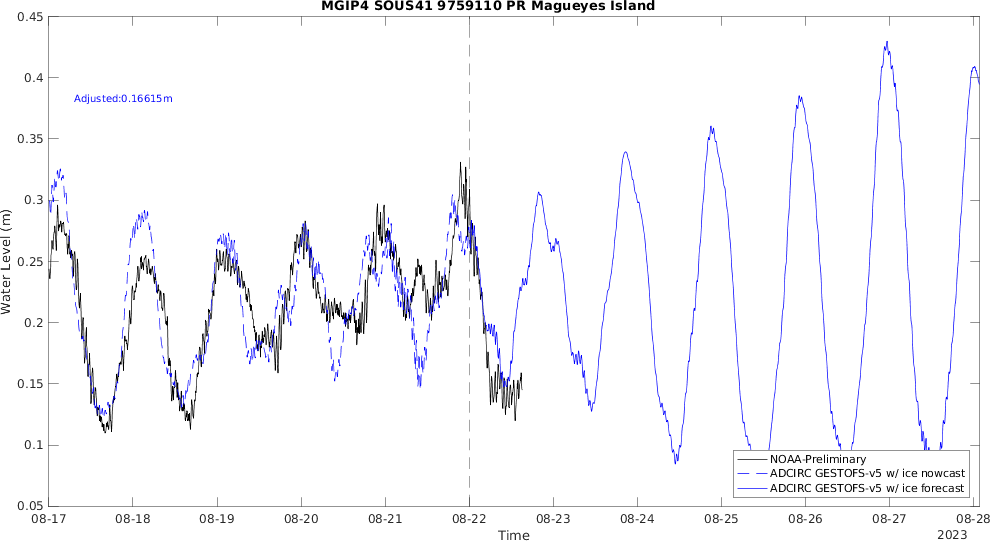 MGIP4 SOUS41 9759110 PR Magueyes Island
0.45
0.4
0.35
0.3
0.25
0.2
0.15
0.1
0.05
Water Level (m)
Adjusted:0.16615m
NOAA-Preliminary
ADCIRC GESTOFS-v5 w/ ice nowcast
ADCIRC GESTOFS-v5 w/ ice forecast
08-17 08-18 08-19 08-20 08-21 08-22 08-23 08-24 08-25 08-26 08-27 08-28
Time
2023